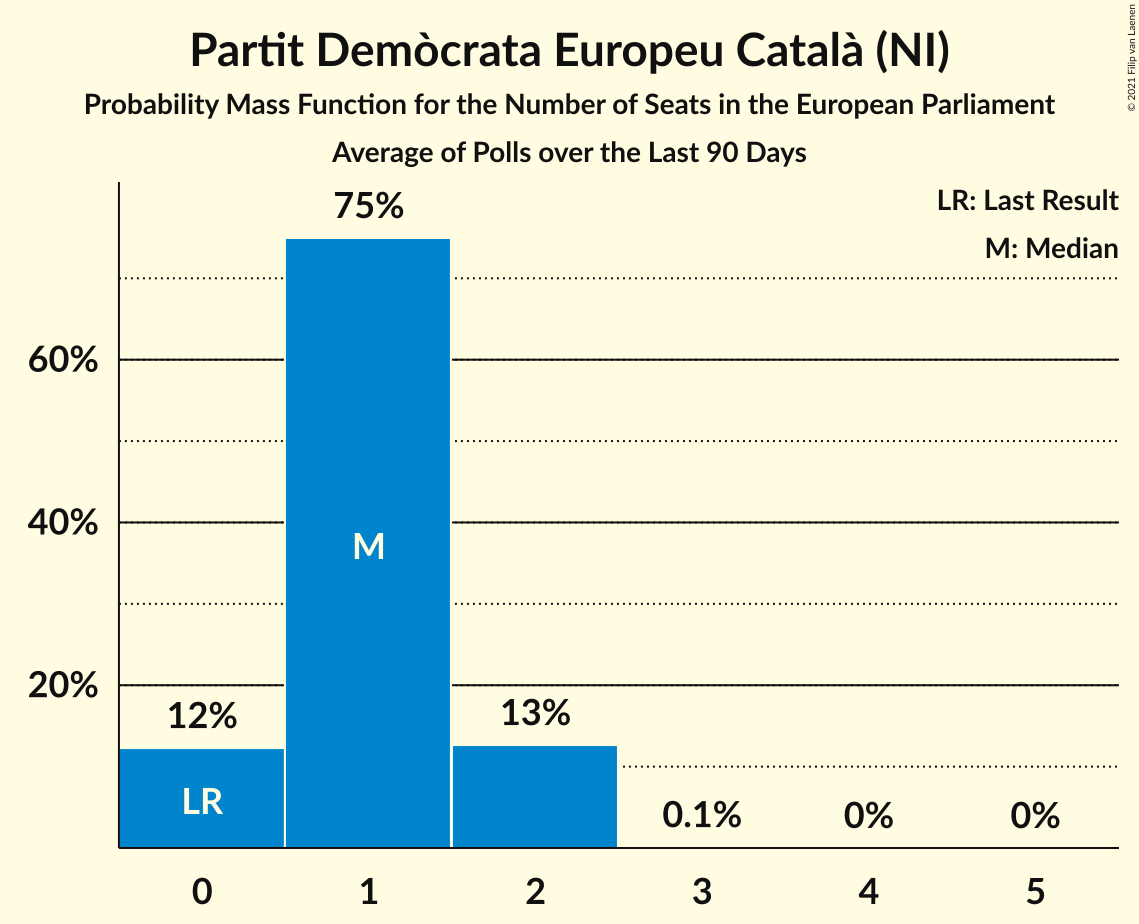 Partit Demòcrata Europeu Català (NI)
Probability Mass Function for the Number of Seats in the European Parliament
Average of Polls over the Last 90 Days
© 2021 Filip van Laenen
LR: Last Result
M: Median
75%
60%
40%
20%
12%
13%
0.1%
0%
0%
M
LR
0 1 2 3 4 5